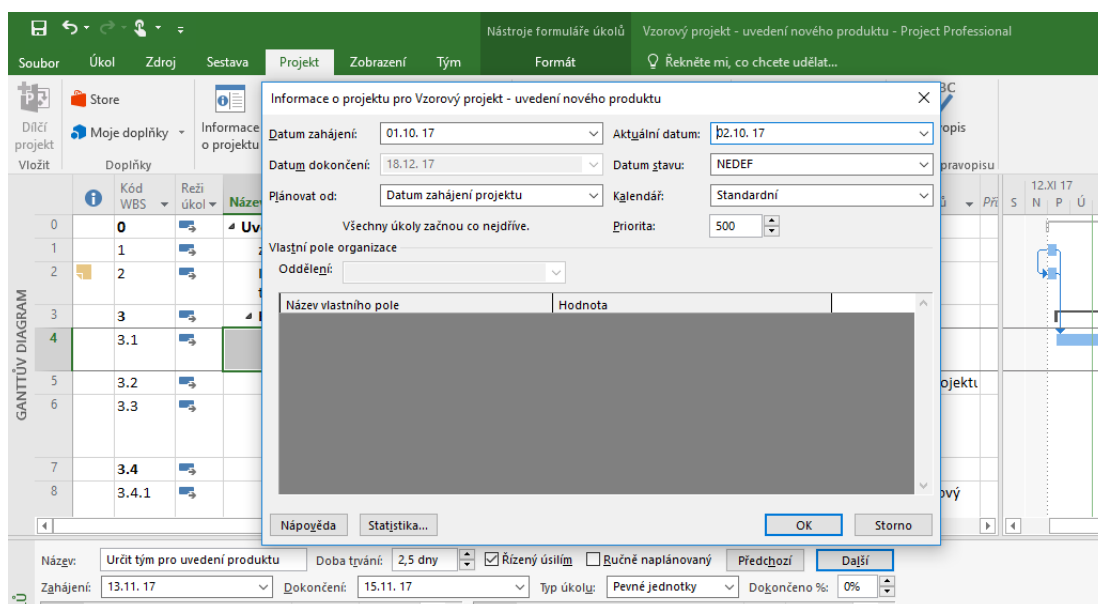 Nástroje formuláře úkolů Vzorový projekt - uvedení nového produktu - Project Professional
Soubor Úkol Zdroj Sestava Projekt Zobrazení Tým Formát Řekněte mi, co chcete udělat...
Store
Moje doplňky
Dílčí projekt
Informace o projektu
Vložit Doplňky
Informace o projektu pro Vzorový projekt - uvedení nového produktu
Datum zahájení: 01.10. 17 Aktuální datum: 02.10. 17
Datum dokončení: 18.12. 17 Datum stavu: NEDEF
Plánovat od: Datum zahájení projektu Kalendář: Standardní
Všechny úkoly začnou co nejdříve. Priorita: 500
Vlastní pole organizace
Oddělení:
Název vlastního pole Hodnota
Nápověda Statistika... OK Storno
Kód WBS Reži úkol
12.XI 17
S N P Ú
0 0
1 1
2 2
3 3
4 3.1
5 3.2
6 3.3
7 3.4
8 3.4.1
GANTTŮV DIAGRAM
Název: Určit tým pro uvedení produktu Doba trvání: 2,5 dny Řízený úsilím Ručně naplánovaný Předchozí Další
Zahájení: 13.11. 17 Dokončení: 15.11. 17 Typ úkolu: Pevné jednotky Dokončeno %: 0%